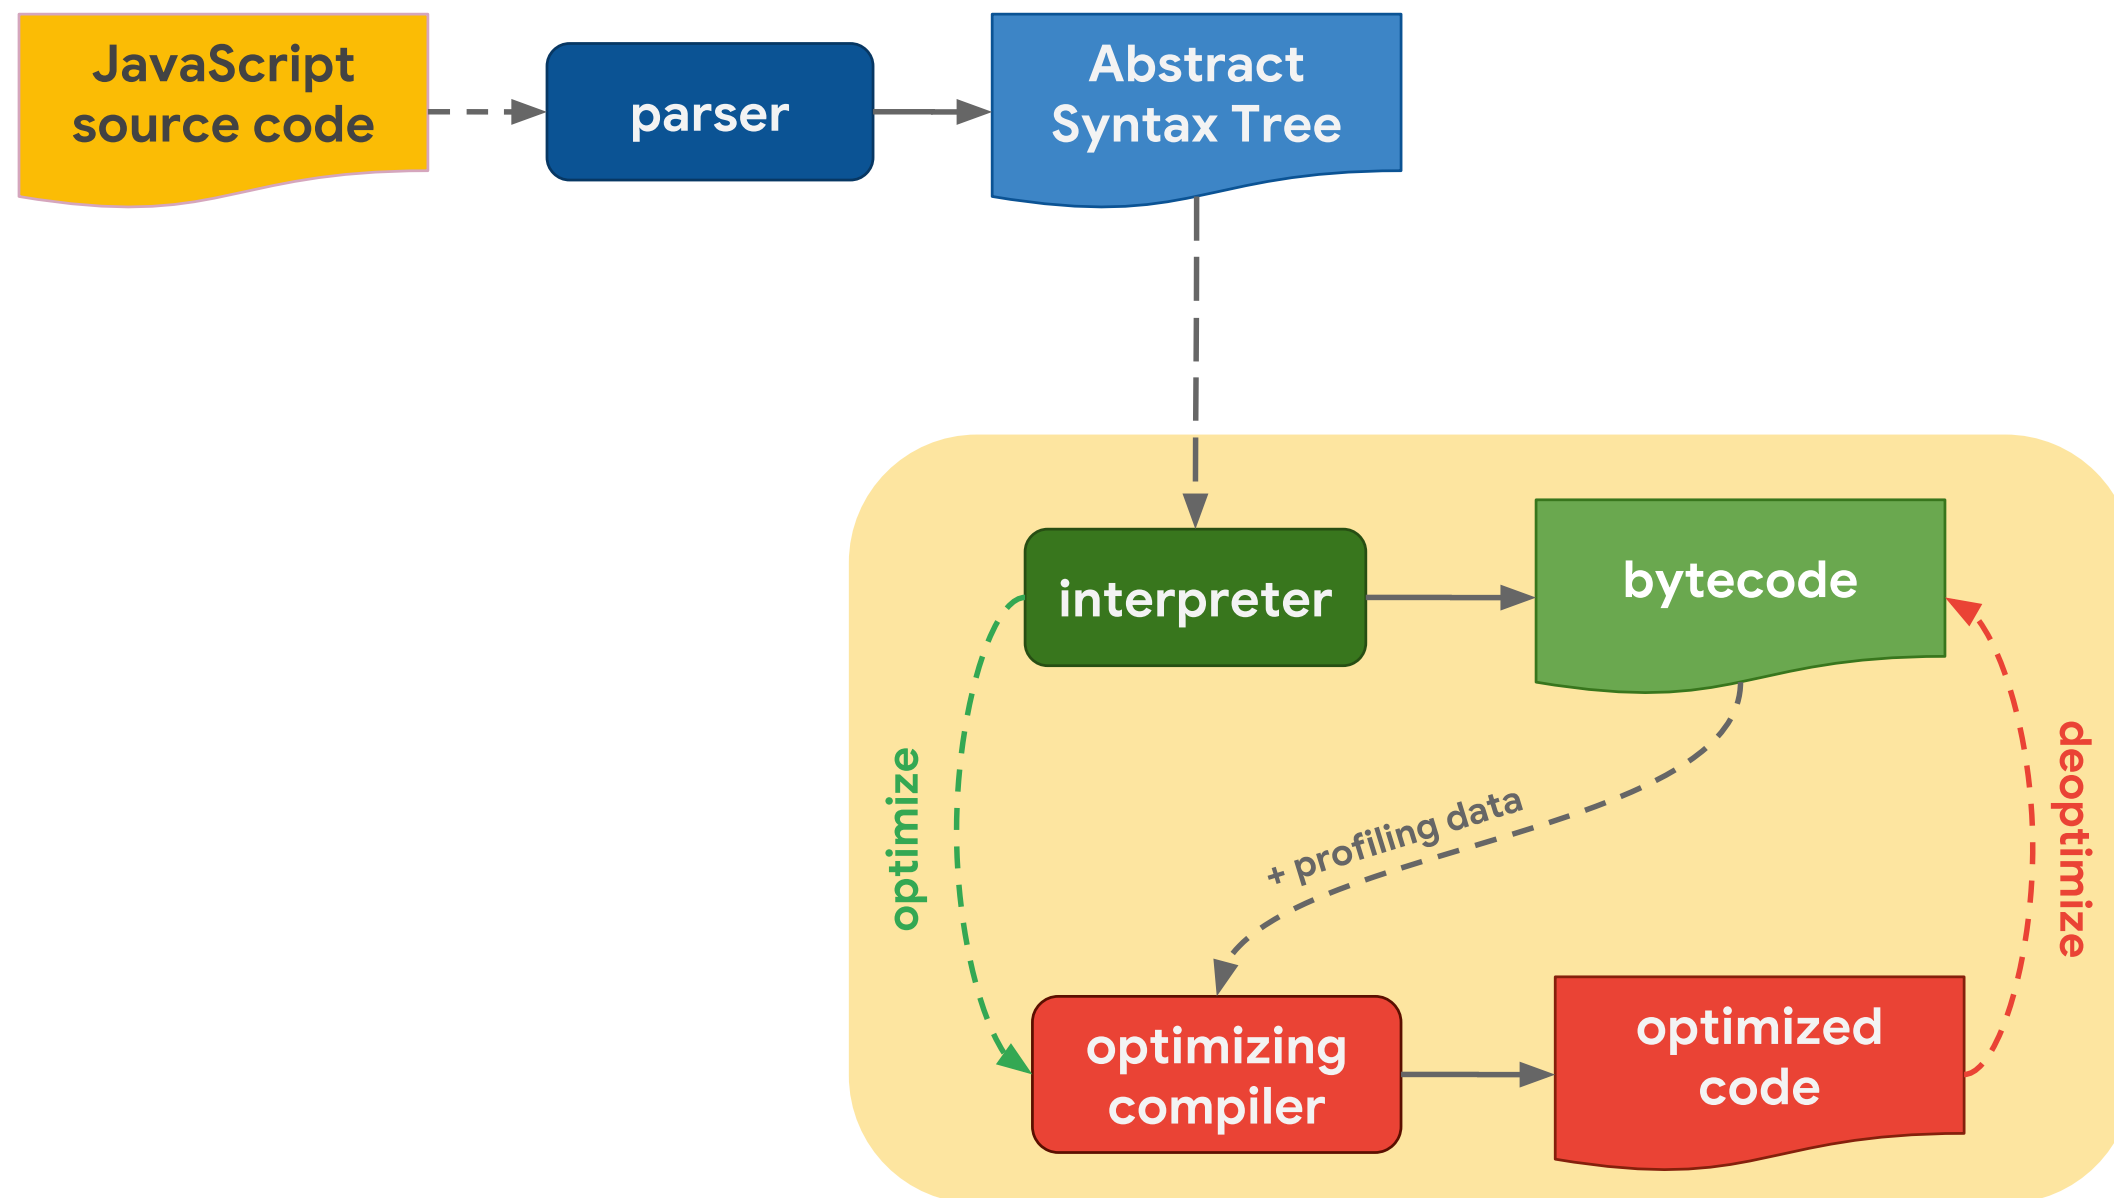 JavaScript
source code
parser
Abstract
Syntax Tree
interpreter
bytecode
optimize
+ profiling data
deoptimize
optimizing
compiler
optimized
code